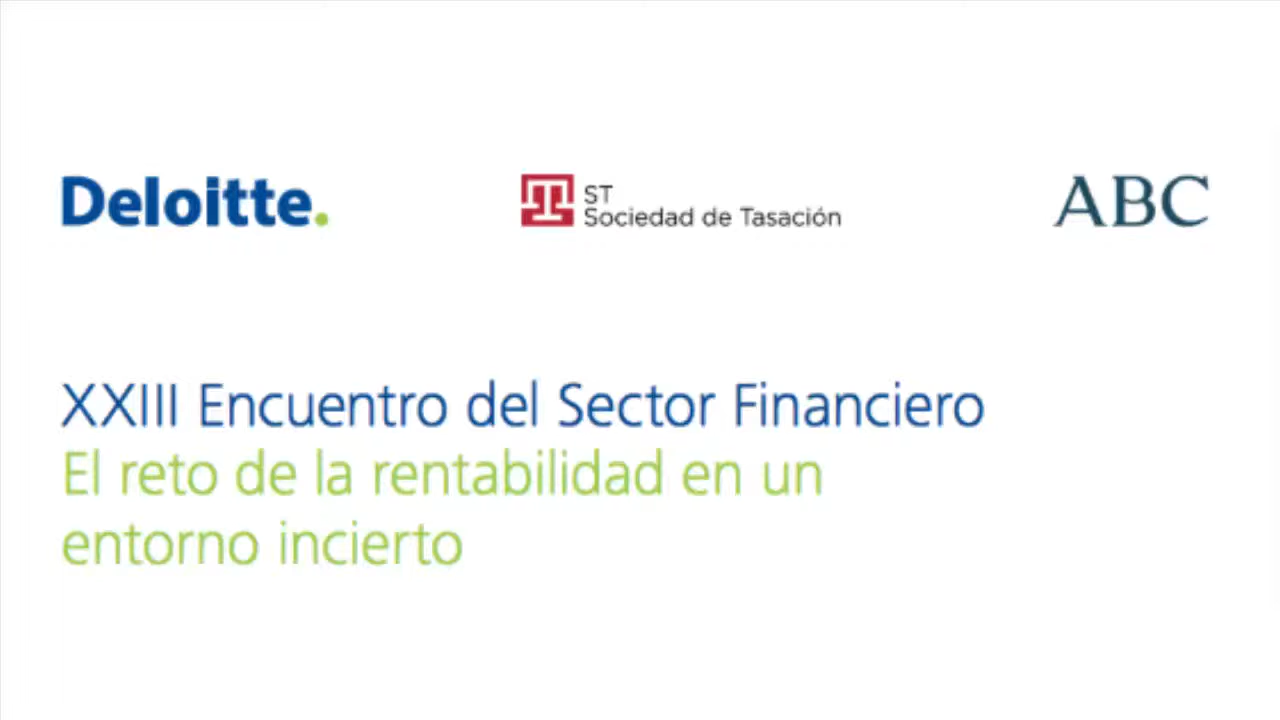 Deloitte.
ST
Sociedad de Tasación
ABC
XXIII Encuentro del Sector Financiero
El reto de la rentabilidad en un
entorno incierto